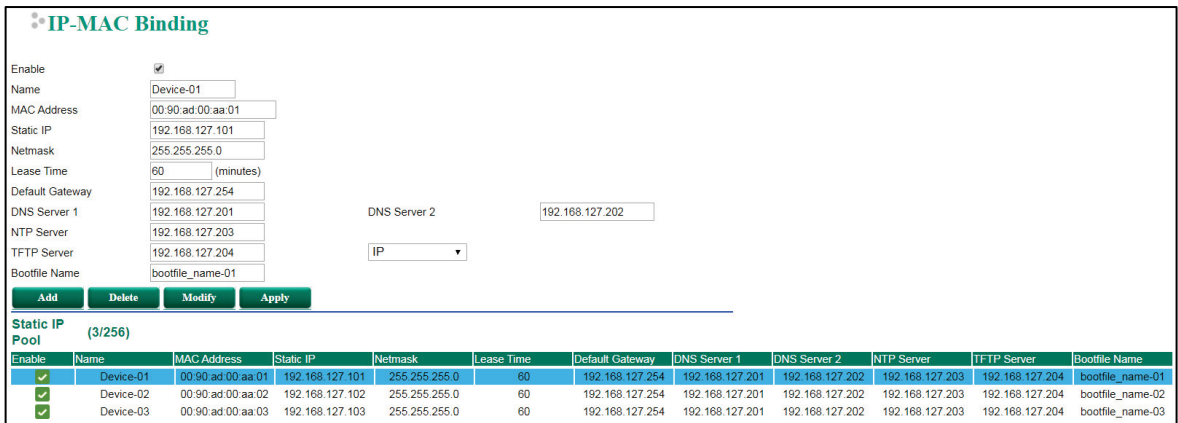 IP-MAC Binding
Enable
Name Device-01
MAC Address 00:90:ad:00:aa:01
Static IP 192.168.127.101
Netmask 255.255.255.0
Lease Time 60 (minutes)
Default Gateway 192.168.127.254
DNS Server 1 192.168.127.201 DNS Server 2 192.168.127.202
NTP Server 192.168.127.203
TFTP Server 192.168.127.204 IP
Bootfile Name bootfile_name-01
Add Delete Modify Apply
Static IP Pool (3/256)
Enable Name MAC Address Static IP Netmask Lease Time Default Gateway DNS Server 1 DNS Server 2 NTP Server TFTP Server Bootfile Name
Device-01 00:90:ad:00:aa:01 192.168.127.101 255.255.255.0 60 192.168.127.254 192.168.127.201 192.168.127.202 192.168.127.203 192.168.127.204 bootfile_name-01
Device-02 00:90:ad:00:aa:02 192.168.127.102 255.255.255.0 60 192.168.127.254 192.168.127.201 192.168.127.202 192.168.127.203 192.168.127.204 bootfile_name-02
Device-03 00:90:ad:00:aa:03 192.168.127.103 255.255.255.0 60 192.168.127.254 192.168.127.201 192.168.127.202 192.168.127.203 192.168.127.204 bootfile_name-03